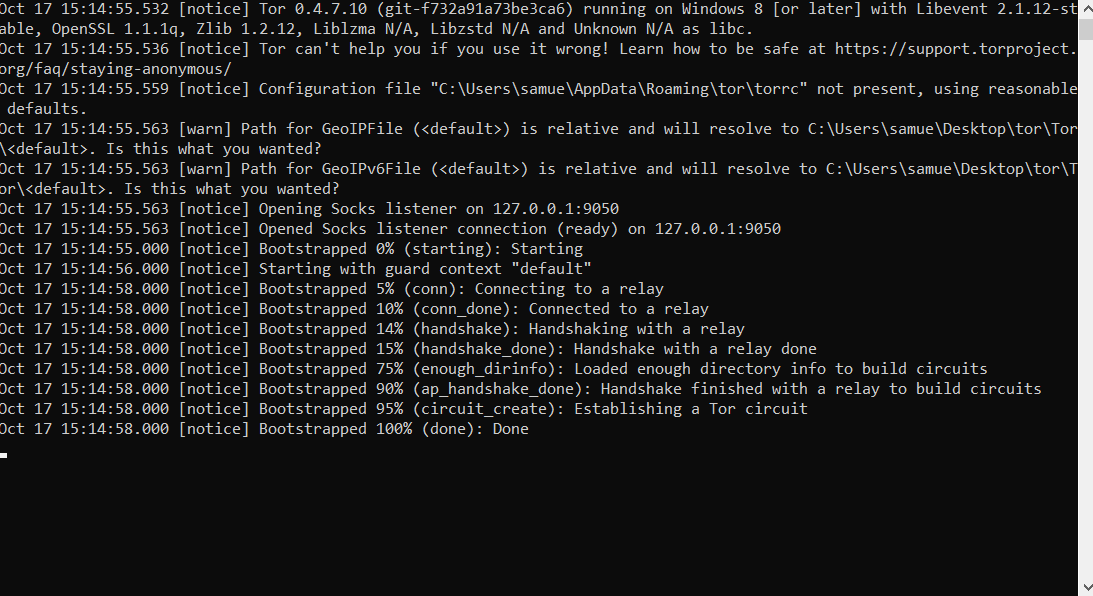 Oct 17 15:14:55.532 [notice] Tor 0.4.7.10 (git-f732a91a73be3ca6) running on Windows 8 [or later] with Libevent 2.1.12-st
able, OpenSSL 1.1.1q, Zlib 1.2.12, Liblzma N/A, Libzstd N/A and Unknown N/A as libc.
Oct 17 15:14:55.536 [notice] Tor can't help you if you use it wrong! Learn how to be safe at https://support.torproject.
org/faq/staying-anonymous/
Oct 17 15:14:55.559 [notice] Configuration file "C:\Users\samue\AppData\Roaming\tor\torrc" not present, using reasonable
 defaults.
Oct 17 15:14:55.563 [warn] Path for GeoIPFile (<default>) is relative and will resolve to C:\Users\samue\Desktop\tor\Tor
\<default>. Is this what you wanted?
Oct 17 15:14:55.563 [warn] Path for GeoIPv6File (<default>) is relative and will resolve to C:\Users\samue\Desktop\tor\T
or\<default>. Is this what you wanted?
Oct 17 15:14:55.563 [notice] Opening Socks listener on 127.0.0.1:9050
Oct 17 15:14:55.563 [notice] Opened Socks listener connection (ready) on 127.0.0.1:9050
Oct 17 15:14:55.000 [notice] Bootstrapped 0% (starting): Starting
Oct 17 15:14:56.000 [notice] Starting with guard context "default"
Oct 17 15:14:58.000 [notice] Bootstrapped 5% (conn): Connecting to a relay
Oct 17 15:14:58.000 [notice] Bootstrapped 10% (conn_done): Connected to a relay
Oct 17 15:14:58.000 [notice] Bootstrapped 14% (handshake): Handshaking with a relay
Oct 17 15:14:58.000 [notice] Bootstrapped 15% (handshake_done): Handshake with a relay done
Oct 17 15:14:58.000 [notice] Bootstrapped 75% (enough_dirinfo): Loaded enough directory info to build circuits
Oct 17 15:14:58.000 [notice] Bootstrapped 90% (ap_handshake_done): Handshake finished with a relay to build circuits
Oct 17 15:14:58.000 [notice] Bootstrapped 95% (circuit_create): Establishing a Tor circuit
Oct 17 15:14:58.000 [notice] Bootstrapped 100% (done): Done